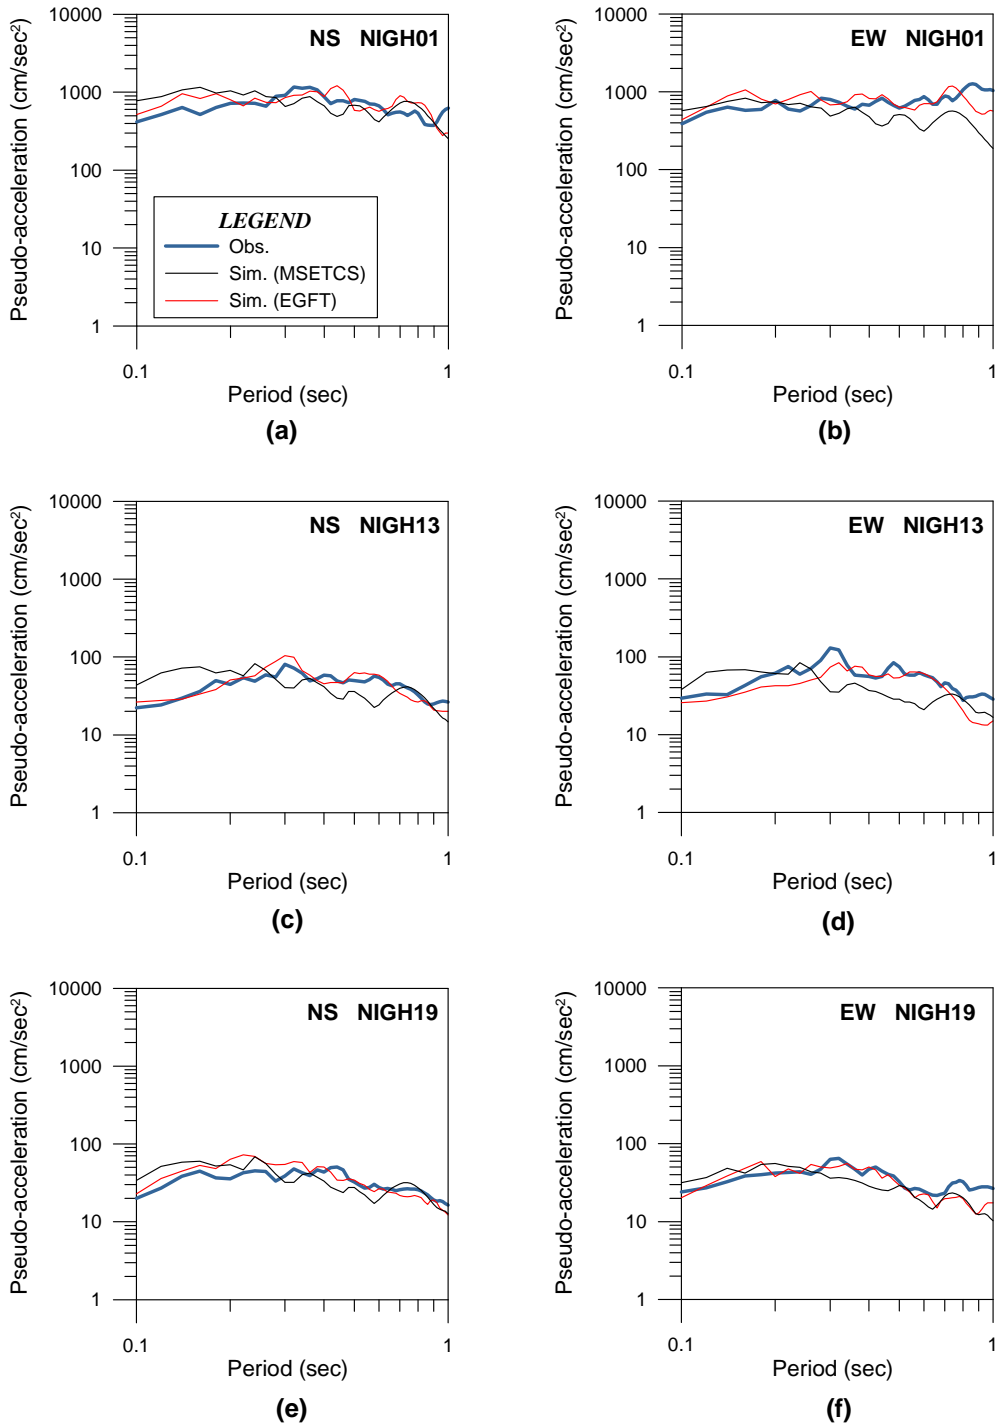 10000
1000
100
10
1
Pseudo-acceleration (cm/sec²)
NS NIGH01
LEGEND
Obs.
Sim. (MSETCS)
Sim. (EGFT)
0.1 1
Period (sec)
(a)
10000
1000
100
10
1
Pseudo-acceleration (cm/sec²)
EW NIGH01
0.1 1
Period (sec)
(b)
10000
1000
100
10
1
Pseudo-acceleration (cm/sec²)
NS NIGH13
0.1 1
Period (sec)
(c)
10000
1000
100
10
1
Pseudo-acceleration (cm/sec²)
EW NIGH13
0.1 1
Period (sec)
(d)
10000
1000
100
10
1
Pseudo-acceleration (cm/sec²)
NS NIGH19
0.1 1
Period (sec)
(e)
10000
1000
100
10
1
Pseudo-acceleration (cm/sec²)
EW NIGH19
0.1 1
Period (sec)
(f)